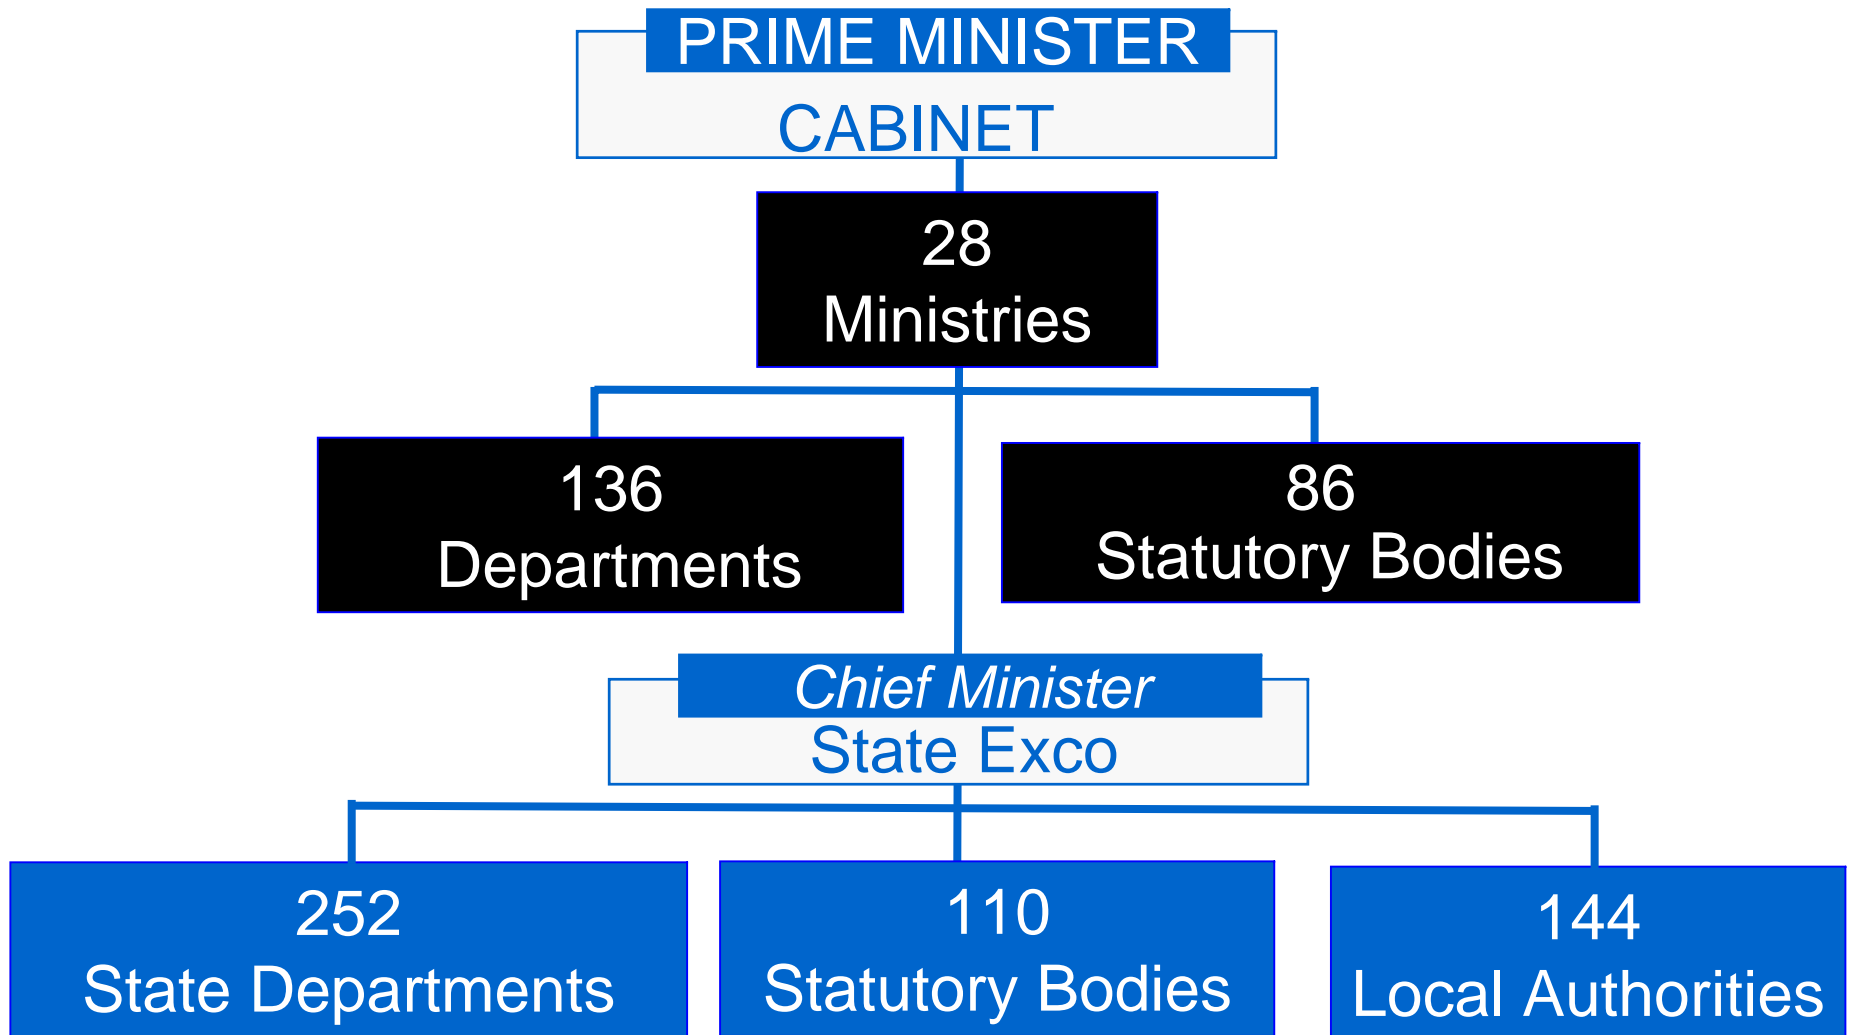 PRIME MINISTER
CABINET
28
Ministries
136
Departments
86
Statutory Bodies
Chief Minister
State Exco
252
State Departments
110
Statutory Bodies
144
Local Authorities